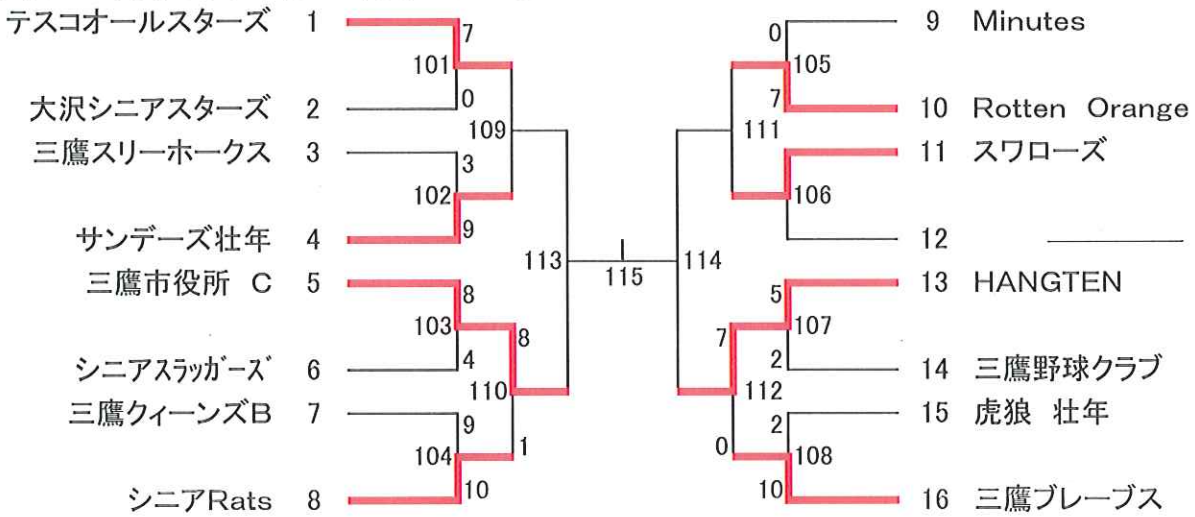 テスコオールスターズ 1 7 0 9 Minutes
101 105
大沢シニアスターズ 2 0 7 10 Rotten Orange
109 111
三鷹スリーホークス 3 3 11 スワローズ
102 106
サンデーズ壮年 4 9 12
113 115 114
三鷹市役所 C 5 8 5 13 HANGTEN
103 8 7 107
シニアスラッガーズ 6 4 2 14 三鷹野球クラブ
110 112
三鷹クィーンズB 7 9 2 15 虎狼 壮年
104 1 0 108
シニアRats 8 10 10 16 三鷹ブレーブス